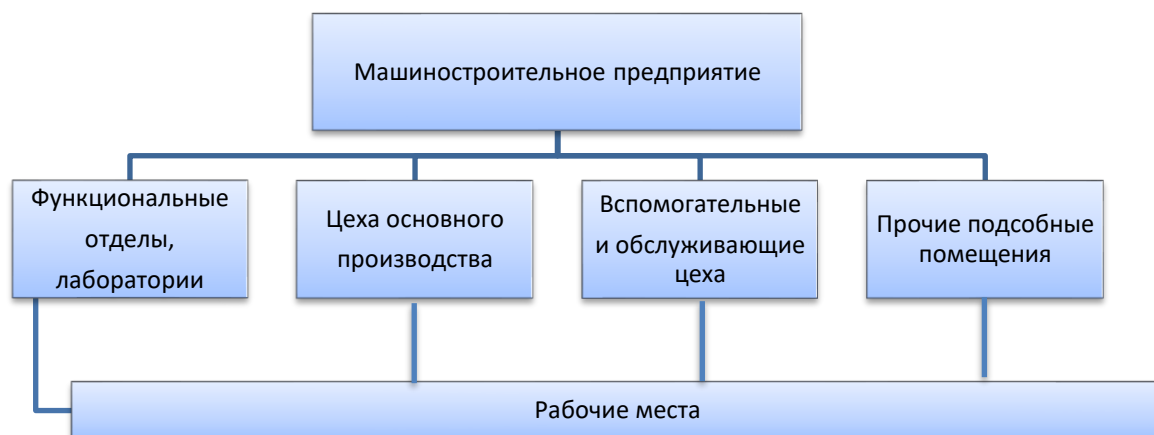 Машиностроительное предприятие
Функциональные
отделы,
лаборатории
Цеха основного
производства
Вспомогательные
и обслуживающие
цеха
Прочие подсобные
помещения
Рабочие места